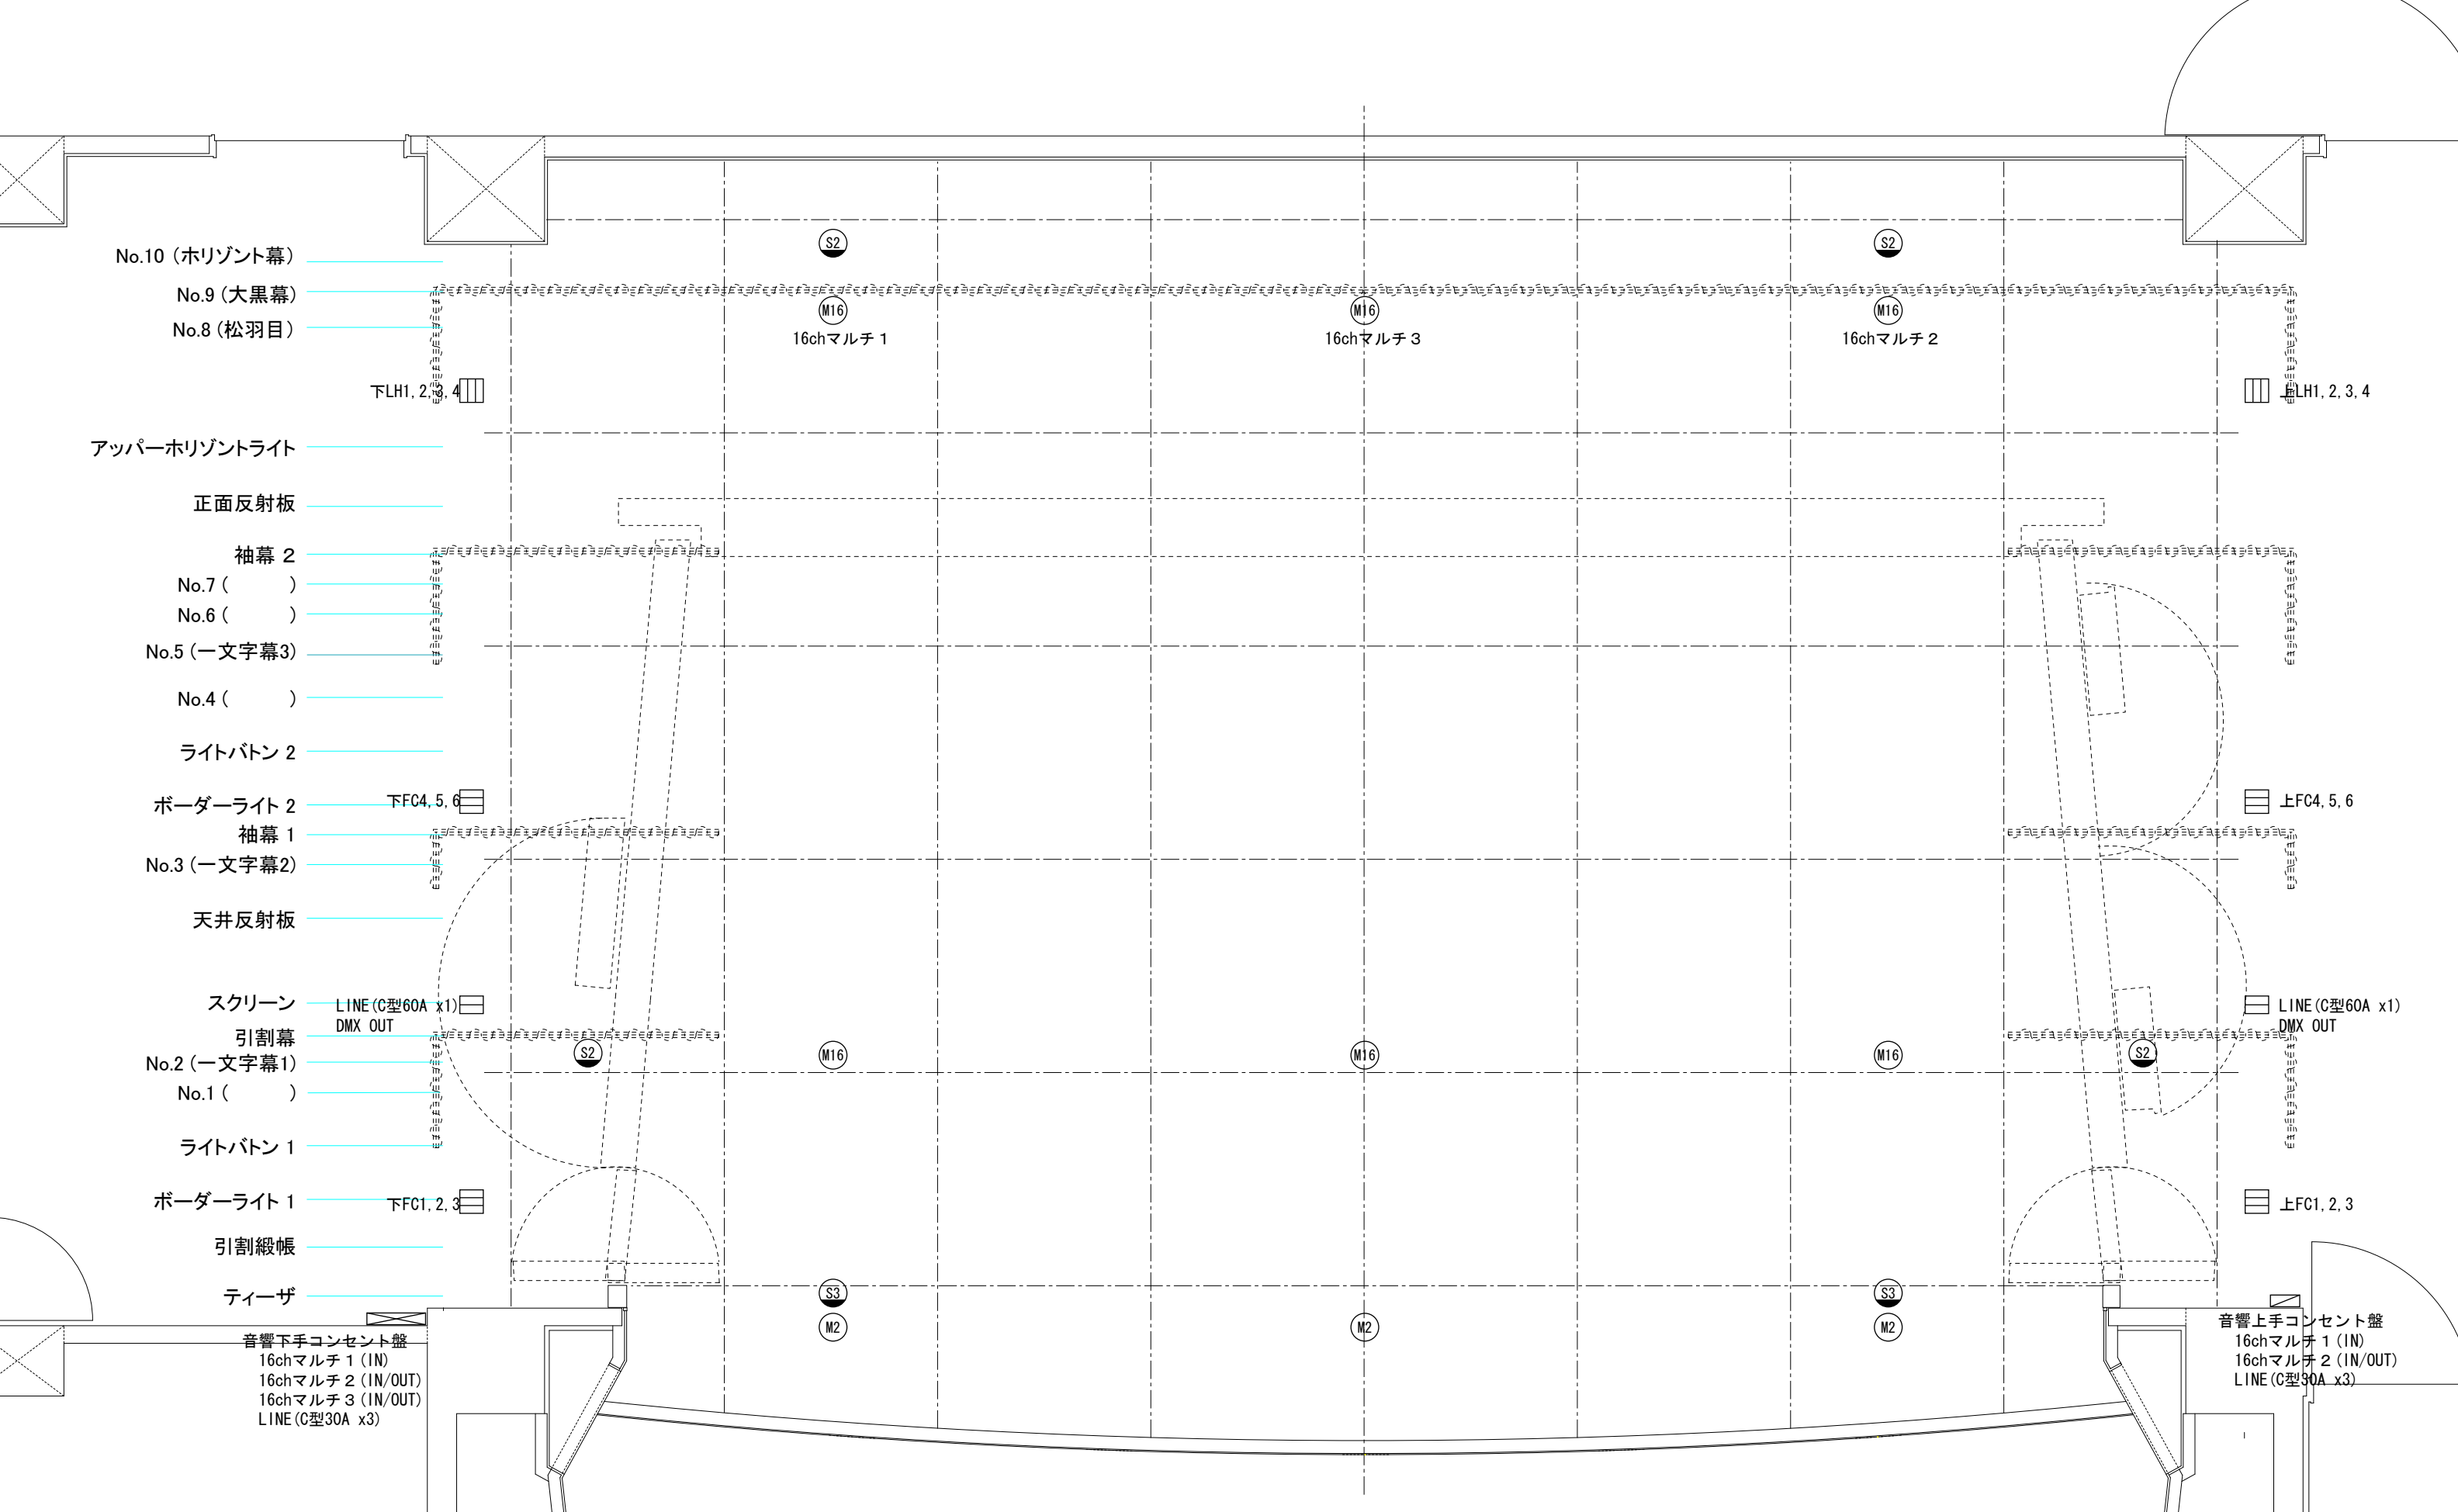 S2
S2
No.10 (ホリゾント幕)
No.9 (大黒幕)
M16
M16
M16
No.8 (松羽目)
16chマルチ1
16chマルチ3
16chマルチ2
下LH1,2,3,4
上LH1,2,3,4
アッパーホリゾントライト
正面反射板
袖幕 2
No.7 ( )
No.6 ( )
No.5 (一文字幕3)
No.4 ( )
ライトバトン 2
ボーダーライト 2
下FC4,5,6
上FC4,5,6
袖幕 1
No.3 (一文字幕2)
天井反射板
スクリーン
LINE(C型60A x1)
DMX OUT
LINE(C型60A x1)
DMX OUT
引割幕
S2
M16
M16
M16
S2
No.2 (一文字幕1)
No.1 ( )
ライトバトン 1
ボーダーライト 1
下FC1,2,3
上FC1,2,3
引割緞帳
ティーザ
S3
S3
M2
M2
M2
音響下手コンセント盤
16chマルチ1(IN)
16chマルチ2(IN/OUT)
16chマルチ3(IN/OUT)
LINE(C型30A x3)
音響上手コンセント盤
16chマルチ1(IN)
16chマルチ2(IN/OUT)
LINE(C型30A x3)